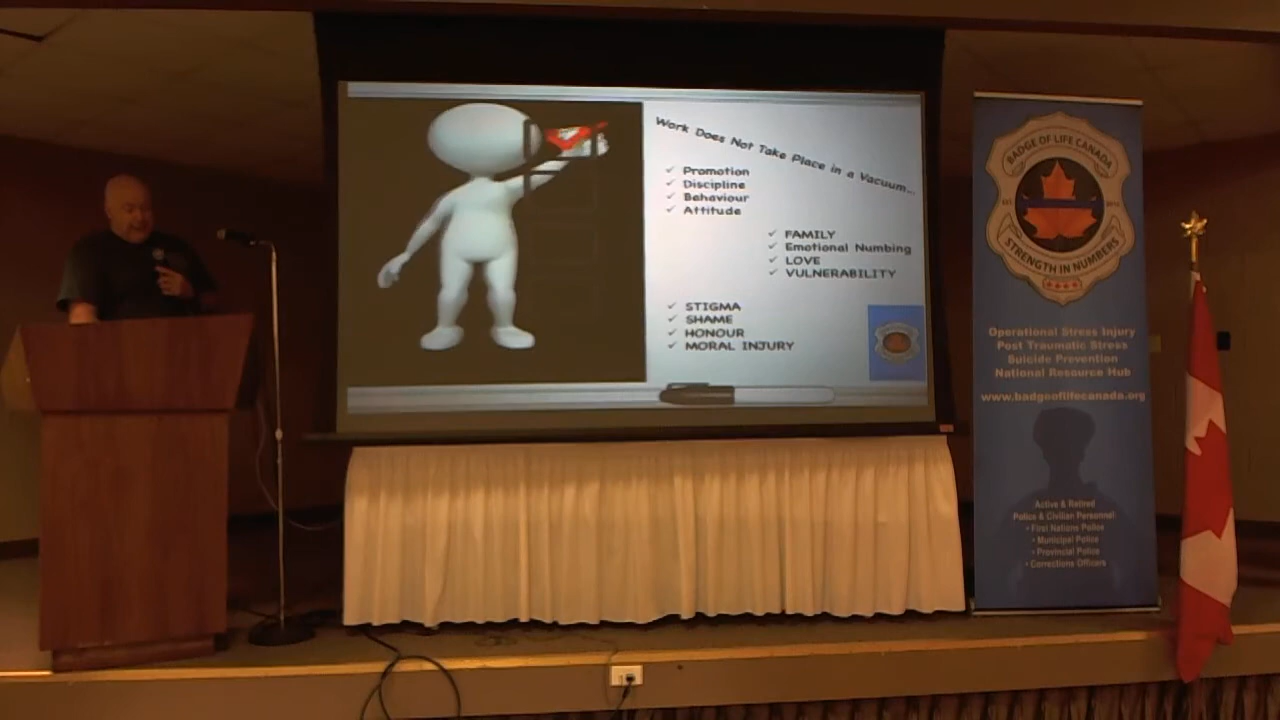 Work Does Not Take Place in a Vacuum...
Promotion
Discipline
Behaviour
Attitude
FAMILY
Emotional Numbing
LOVE
VULNERABILITY
STIGMA
SHAME
HONOUR
MORAL INJURY
BADGE OF LIFE CANADA
STRENGTH IN NUMBERS
Operational Stress Injury
Post Traumatic Stress
Suicide Prevention
National Resource Hub
www.badgeoflifecanada.org
Active & Retired
Police & Civilian Personnel:
• First Nations Police
• Municipal Police
• Provincial Police
• Corrections Officers